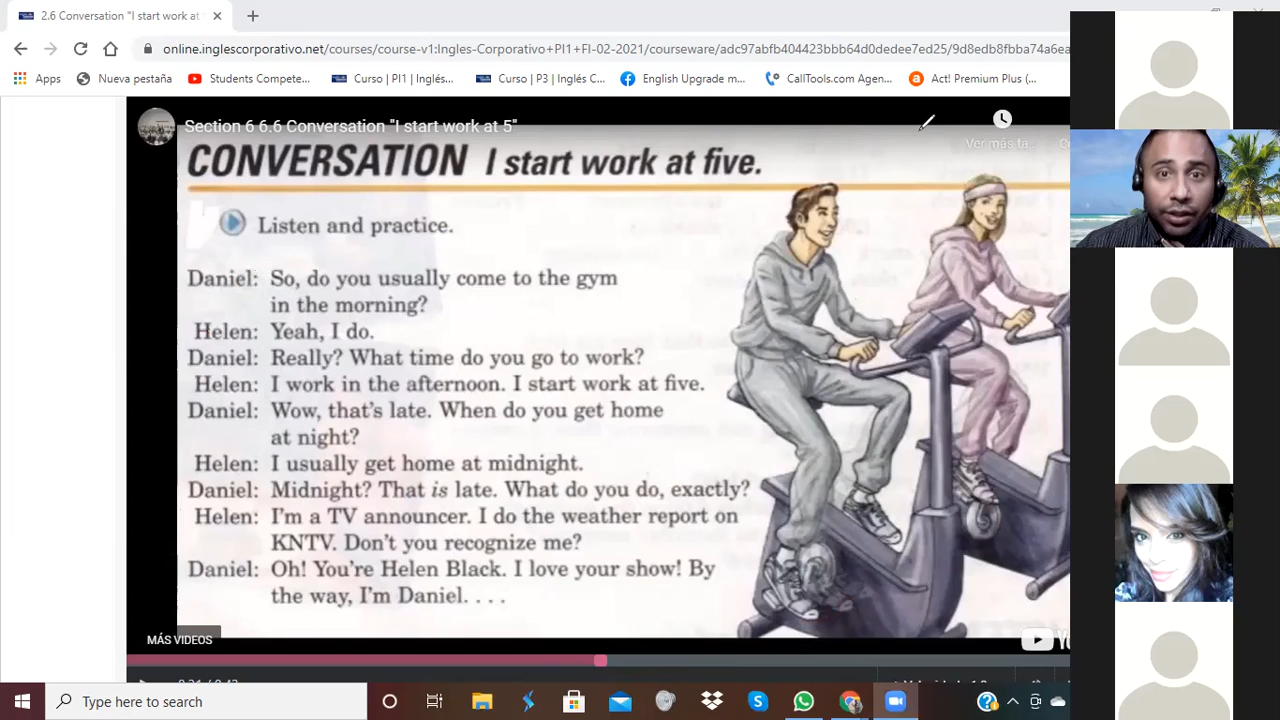 2.6 Conversation "I start work at
online.inglescorporativo.net/courses/course-v1:Ingles-Corporativo+PI1+FI-02-2021/courseware/adc97abfb404423bbb64d0dedee7ed25/9d8edb8fbba74a6ea
Apps Nueva pestaña Students Compete... Curso | PI1 | Inglés... Curso | P3 | Inglés C... English Upgrade m... CallTools.com Agen... Act! Premium Plus (...
Section 6 6.6 Conversation "I start work at 5"
Ver más ta...
CONVERSATION I start work at five.
Listen and practice.
Daniel: So, do you usually come to the gym
in the morning?
Helen: Yeah, I do.
Daniel: Really? What time do you go to work?
Helen: I work in the afternoon. I start work at five.
Daniel: Wow, that's late. When do you get home
at night?
Helen: I usually get home at midnight.
Daniel: Midnight? That is late. What do you do, exactly?
Helen: I'm a TV announcer. I do the weather report on
KNTV. Don't you recognize me?
Daniel: Oh! You're Helen Black. I love your show! By
the way, I'm Daniel. . . .
MÁS VIDEOS
Type here to search